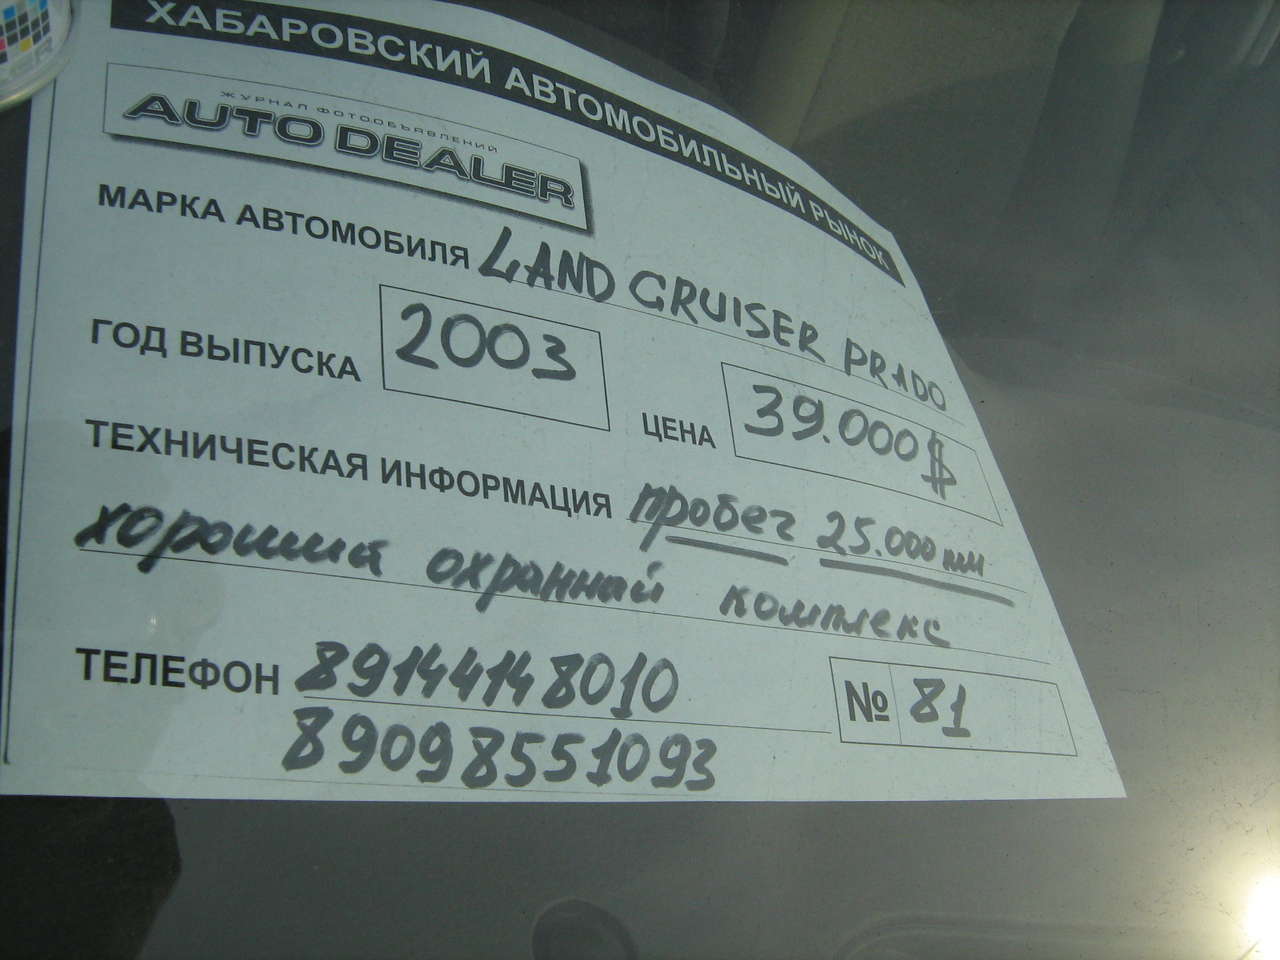 ХАБАРОВСКИЙ АВТОМОБИЛЬНЫЙ РЫНОК
ЖУРНАЛ ФОТООБЪЯВЛЕНИЙ
AUTO DEALER
МАРКА АВТОМОБИЛЯ LAND CRUISER PRADO
ГОД ВЫПУСКА 2003 ЦЕНА 39.000$
ТЕХНИЧЕСКАЯ ИНФОРМАЦИЯ пробег 25.000 км
хороший охранный комплекс
ТЕЛЕФОН 89144148010 № 81
89098551093